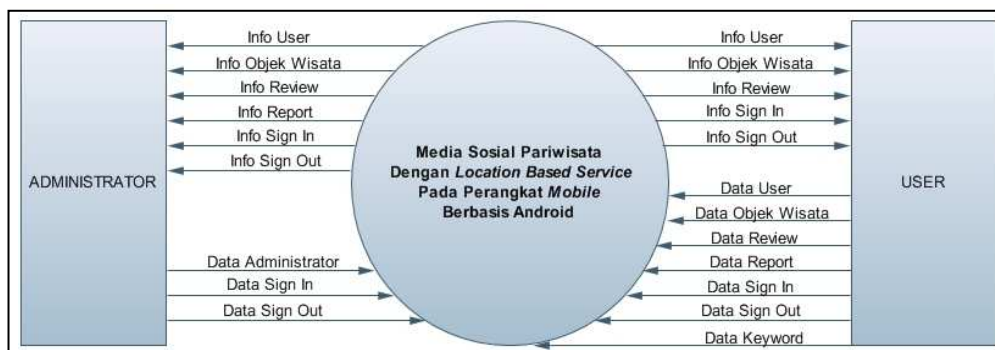 ADMINISTRATOR
Info User
Info Objek Wisata
Info Review
Info Report
Info Sign In
Info Sign Out
Data Administrator
Data Sign In
Data Sign Out
Media Sosial Pariwisata
Dengan Location Based Service
Pada Perangkat Mobile
Berbasis Android
Info User
Info Objek Wisata
Info Review
Info Sign In
Info Sign Out
Data User
Data Objek Wisata
Data Review
Data Report
Data Sign In
Data Sign Out
Data Keyword
USER